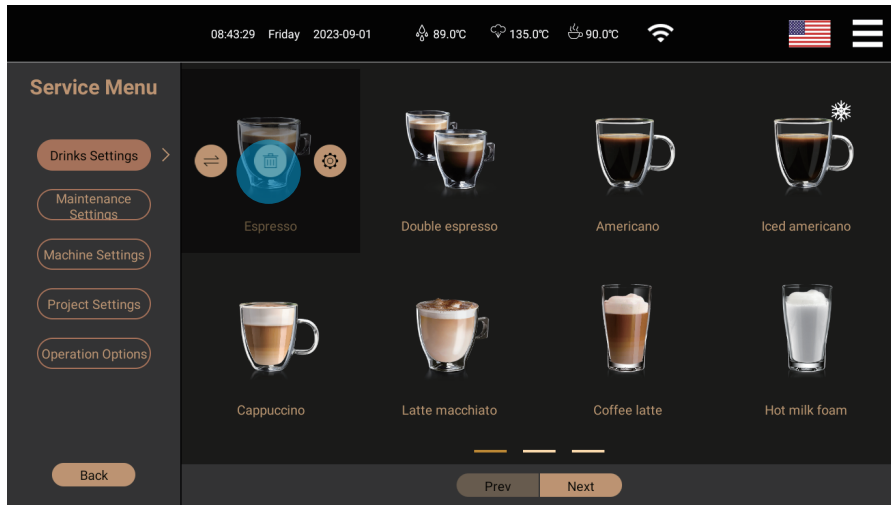 08:43:29 Friday 2023-09-01 89.0℃ 135.0℃ 90.0℃
Service Menu
Drinks Settings >
Maintenance
Settings
Machine Settings
Project Settings
Operation Options
Back
Espresso
Double espresso
Americano
Iced americano
Cappuccino
Latte macchiato
Coffee latte
Hot milk foam
Prev
Next